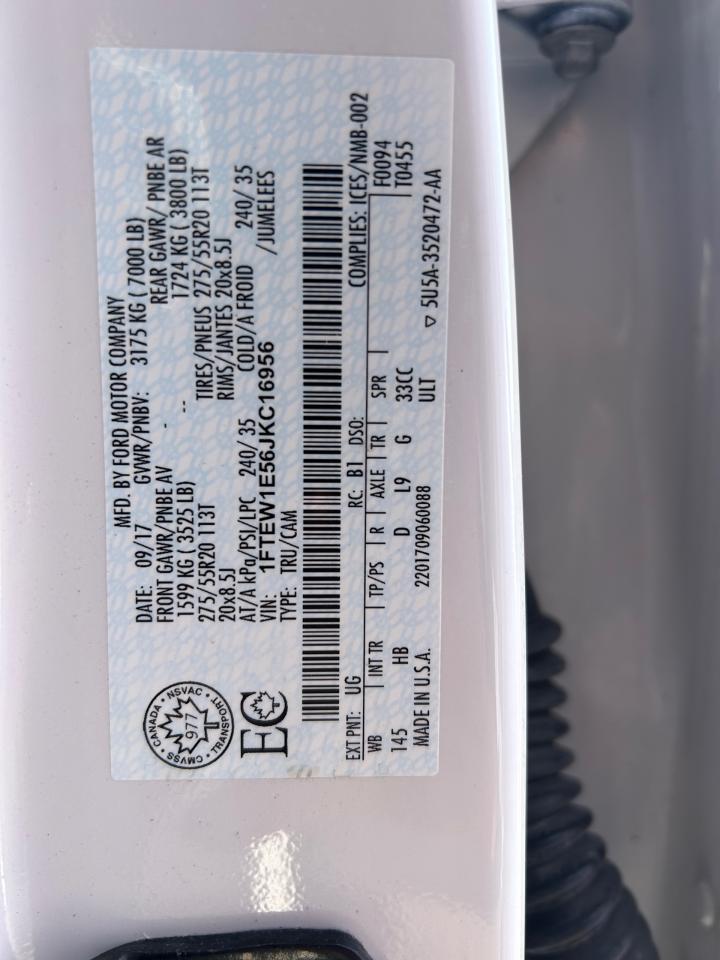 MFD. BY FORD MOTOR COMPANY
DATE: 09/17 GVWR/PNBV: 3175 KG ( 7000 LB)
FRONT GAWR/PNBE AV REAR GAWR/ PNBE AR
1599 KG ( 3525 LB) - 1724 KG ( 3800 LB)
275/55R20 113T -- TIRES/PNEUS 275/55R20 113T
20x8.5J RIMS/JANTES 20x8.5J
AT/A kPa/PSI/LPC 240/ 35 COLD/A FROID 240/ 35
VIN: 1FTEW1E56JKC16956 /JUMELEES
TYPE: TRU/CAM
CMVSS • CANADA • NSVAC • TRANSPORT •
977
EC
EXT PNT: UG RC: B1 DSO: COMPLIES: ICES/NMB-002
WB INT TR TP/PS R AXLE TR SPR F0094
145 HB D L9 G 33CC T0455
MADE IN U.S.A. 2201709060088 ULT ▽ 5U5A-3520472-AA